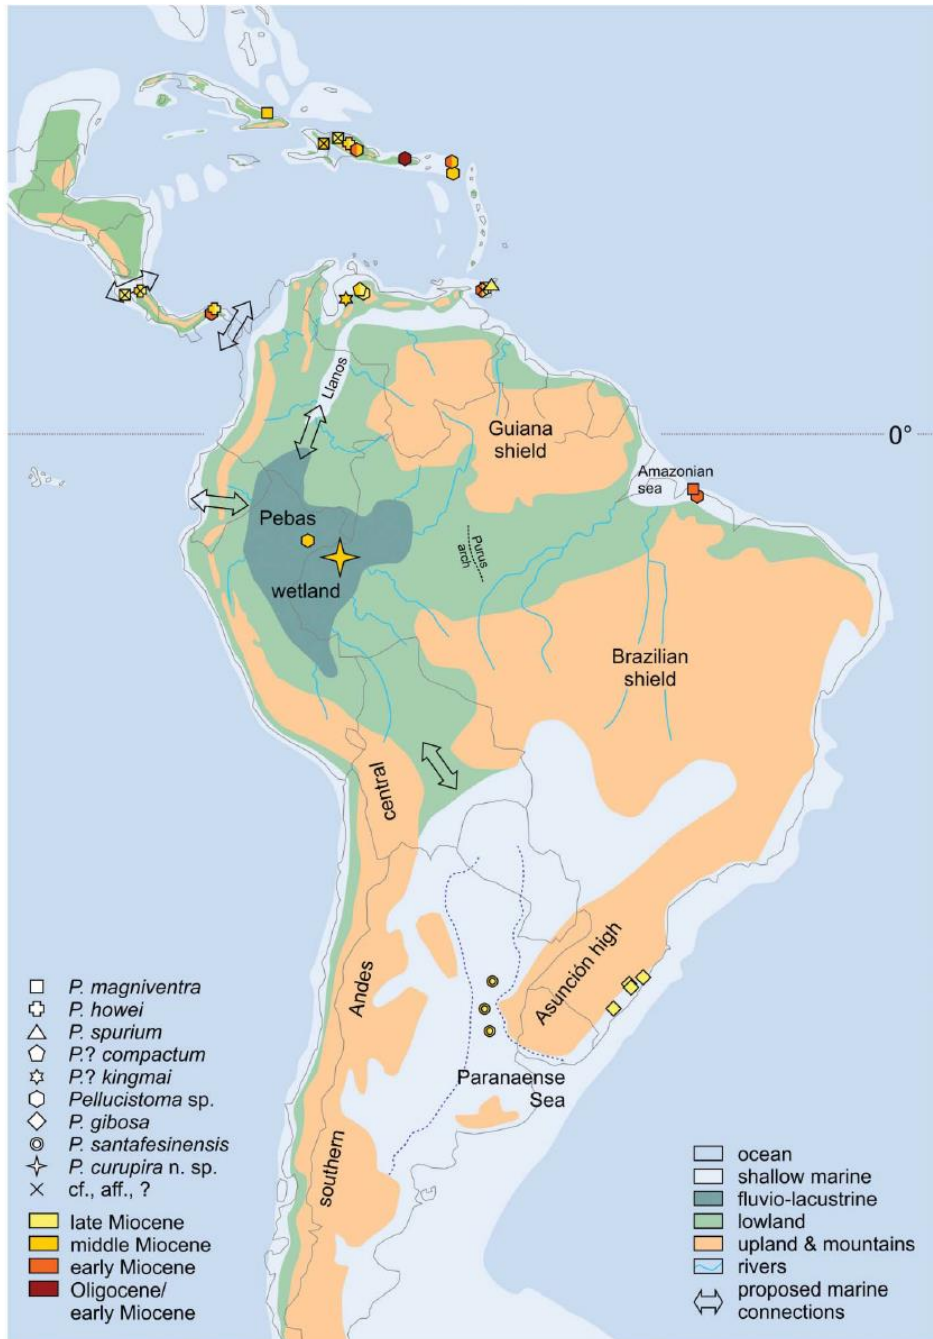 Llanos
Guiana
shield
0°
Amazonian
sea
Pebas
Purus
arch
wetland
Brazilian
shield
central
Andes
Asunción high
Paranaense
Sea
southern
P. magniventra
P. howei
P. spurium
P.? compactum
P.? kingmai
Pellucistoma sp.
P. gibosa
P. santafesinensis
P. curupira n. sp.
cf., aff., ?
late Miocene
middle Miocene
early Miocene
Oligocene/
early Miocene
ocean
shallow marine
fluvio-lacustrine
lowland
upland & mountains
rivers
proposed marine
connections